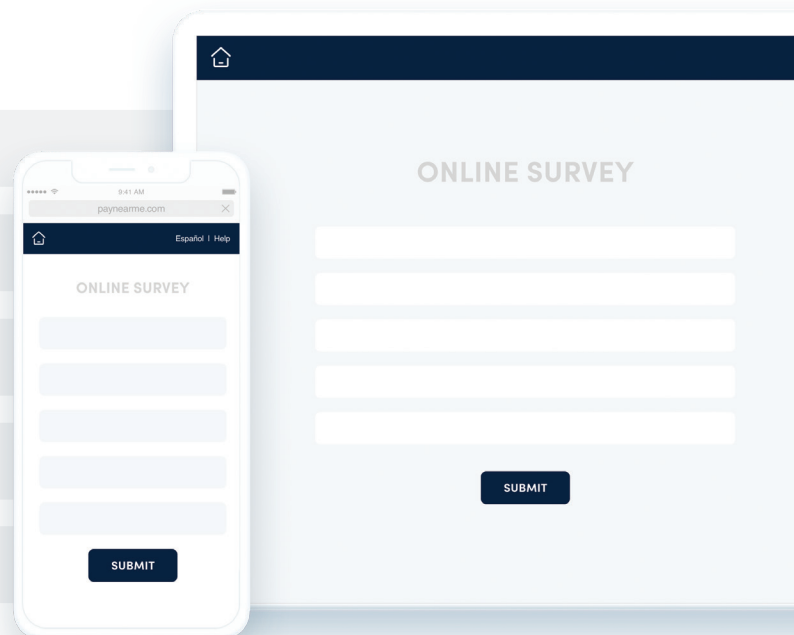 ONLINE SURVEY
SUBMIT
9:41 AM
paynearme.com
Español | Help
ONLINE SURVEY
SUBMIT